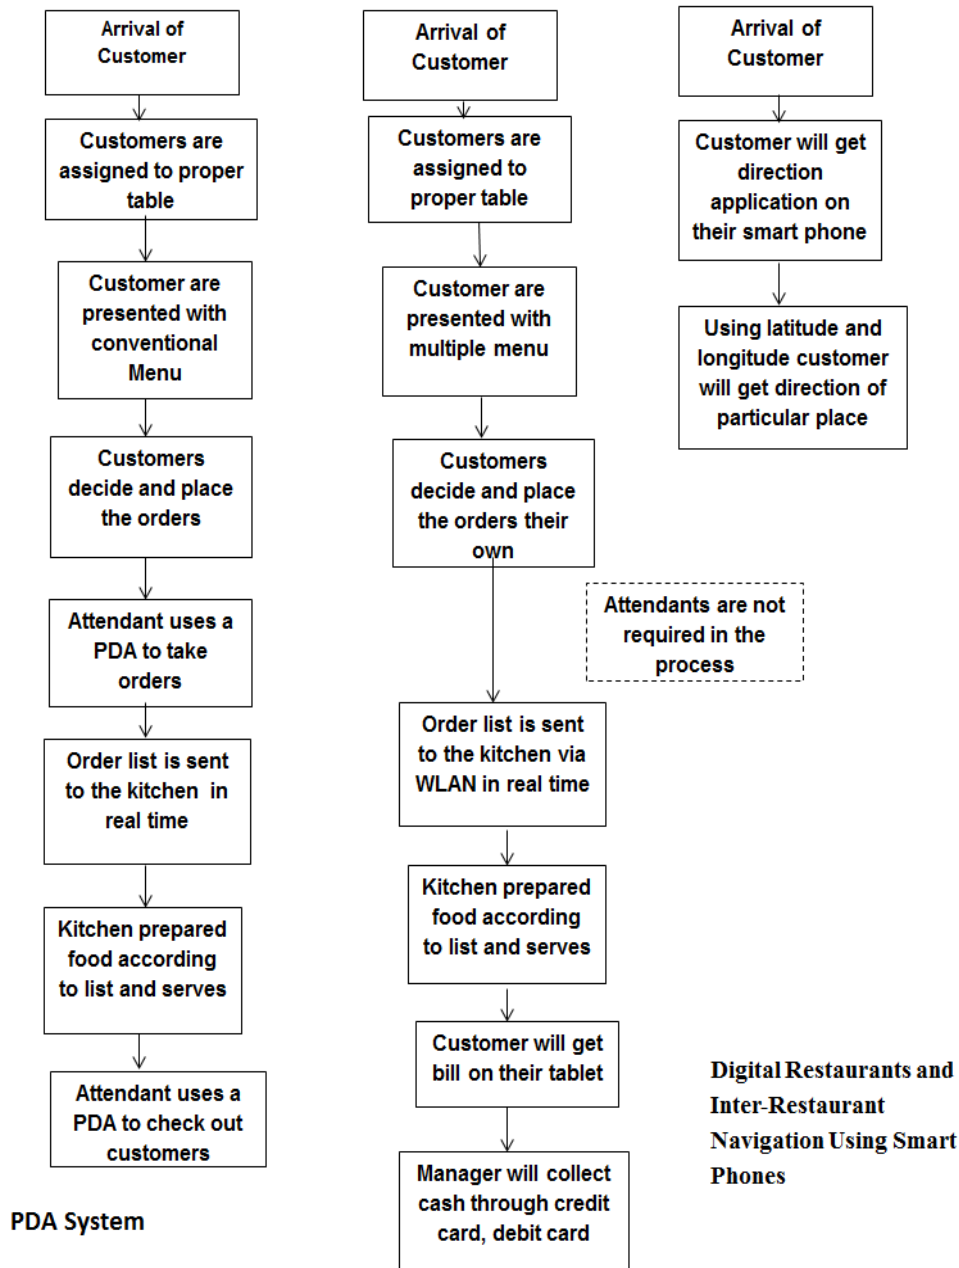 Arrival of
Customer
Customers are
assigned to proper
table
Customer are
presented with
conventional
Menu
Customers
decide and place
the orders
Attendant uses a
PDA to take
orders
Order list is sent
to the kitchen in
real time
Kitchen prepared
food according
to list and serves
Attendant uses a
PDA to check out
customers
PDA System
Arrival of
Customer
Customers are
assigned to
proper table
Customer are
presented with
multiple menu
Customers
decide and place
the orders their
own
Attendants are not
required in the
process
Order list is sent
to the kitchen via
WLAN in real time
Kitchen prepared
food according
to list and serves
Customer will get
bill on their tablet
Manager will collect
cash through credit
card, debit card
Arrival of
Customer
Customer will get
direction
application on
their smart phone
Using latitude and
longitude customer
will get direction of
particular place
Digital Restaurants and
Inter-Restaurant
Navigation Using Smart
Phones